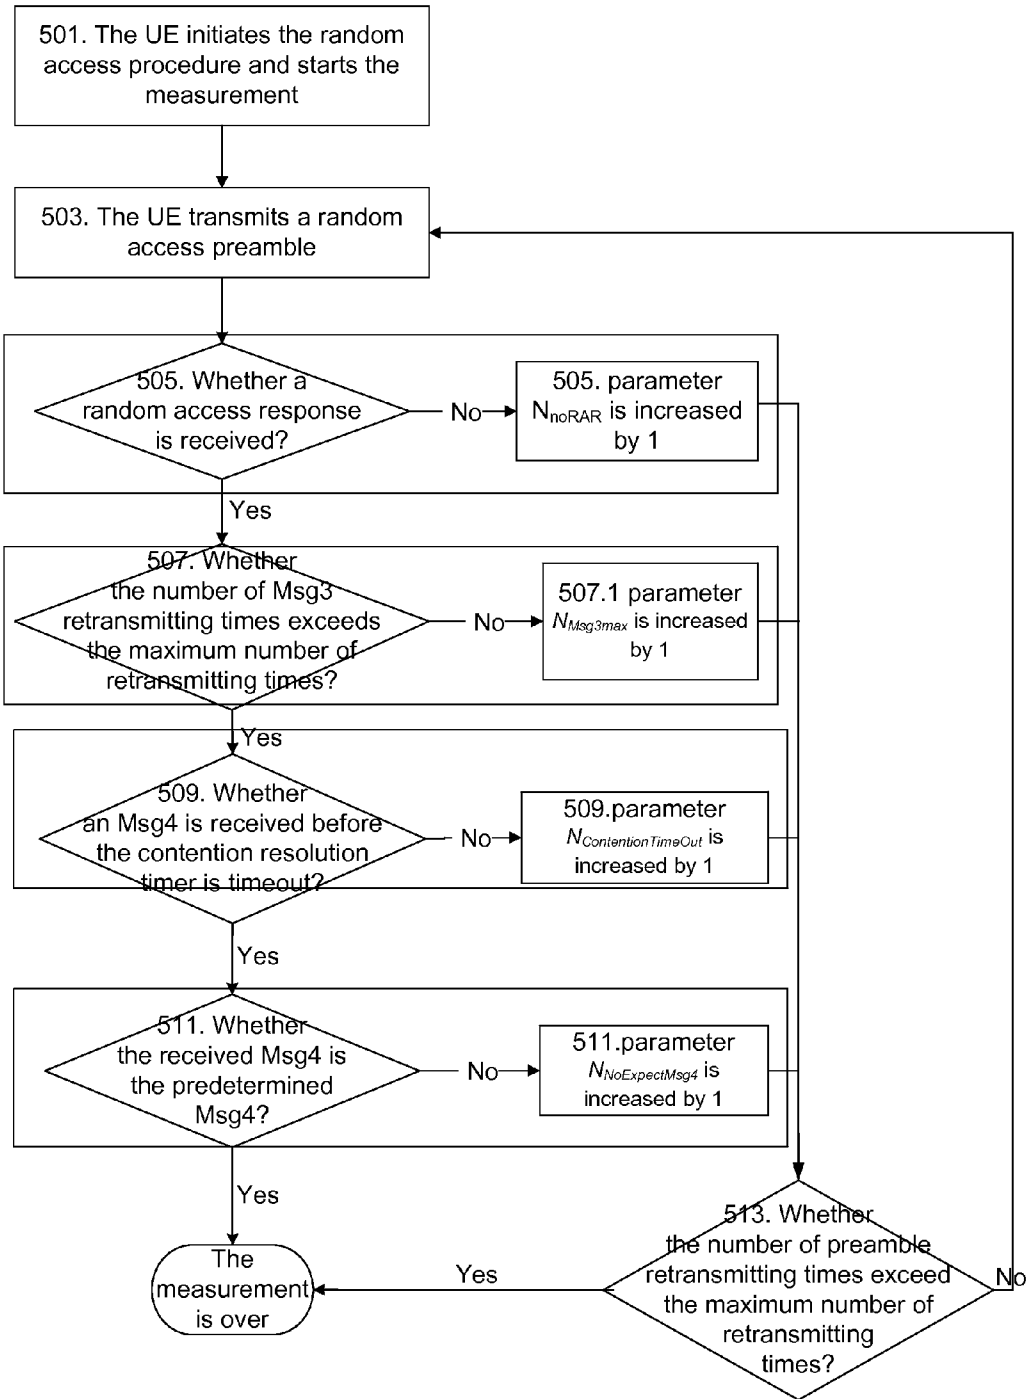 501. The UE initiates the random
access procedure and starts the
measurement
503. The UE transmits a random
access preamble
505. Whether a
random access response
is received?
No
505. parameter
NnoRAR is increased
by 1
Yes
507. Whether
the number of Msg3
retransmitting times exceeds
the maximum number of
retransmitting times?
No
507.1 parameter
NMsg3max is increased
by 1
Yes
509. Whether
an Msg4 is received before
the contention resolution
timer is timeout?
No
509.parameter
NContentionTimeOut is
increased by 1
Yes
511. Whether
the received Msg4 is
the predetermined
Msg4?
No
511.parameter
NNoExpectMsg4 is
increased by 1
Yes
The
measurement
is over
Yes
513. Whether
the number of preamble
retransmitting times exceed
the maximum number of
retransmitting
times?
No